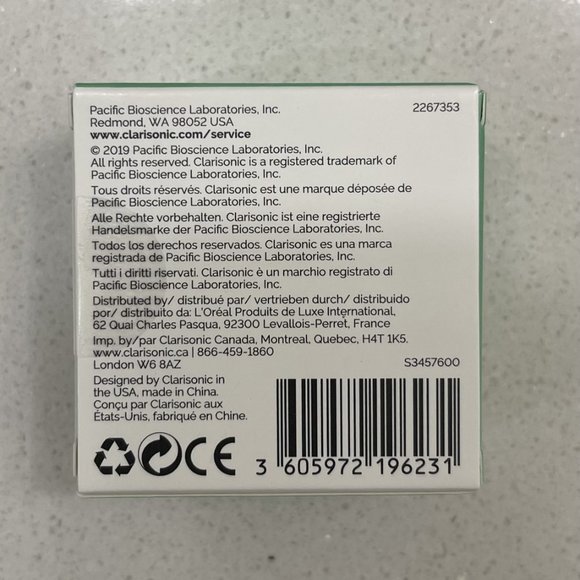 Pacific Bioscience Laboratories, Inc. 2267353
Redmond, WA 98052 USA
www.clarisonic.com/service
© 2019 Pacific Bioscience Laboratories, Inc.
All rights reserved. Clarisonic is a registered trademark of
Pacific Bioscience Laboratories, Inc.
Tous droits réservés. Clarisonic est une marque déposée de
Pacific Bioscience Laboratories, Inc.
Alle Rechte vorbehalten. Clarisonic ist eine registrierte
Handelsmarke der Pacific Bioscience Laboratories, Inc.
Todos los derechos reservados. Clarisonic es una marca
registrada de Pacific Bioscience Laboratories, Inc.
Tutti i diritti riservati. Clarisonic è un marchio registrato di
Pacific Bioscience Laboratories, Inc.
Distributed by/ distribué par/ vertrieben durch/ distribuido
por/ distribuito da: L'Oréal Produits de Luxe International,
62 Quai Charles Pasqua, 92300 Levallois-Perret, France
Imp. by/par Clarisonic Canada, Montreal, Quebec, H4T 1K5.
www.clarisonic.ca | 866-459-1860
London W6 8AZ S3457600
Designed by Clarisonic in
the USA, made in China.
Conçu par Clarisonic aux
États-Unis, fabriqué en Chine.
CE
3 605972 196231